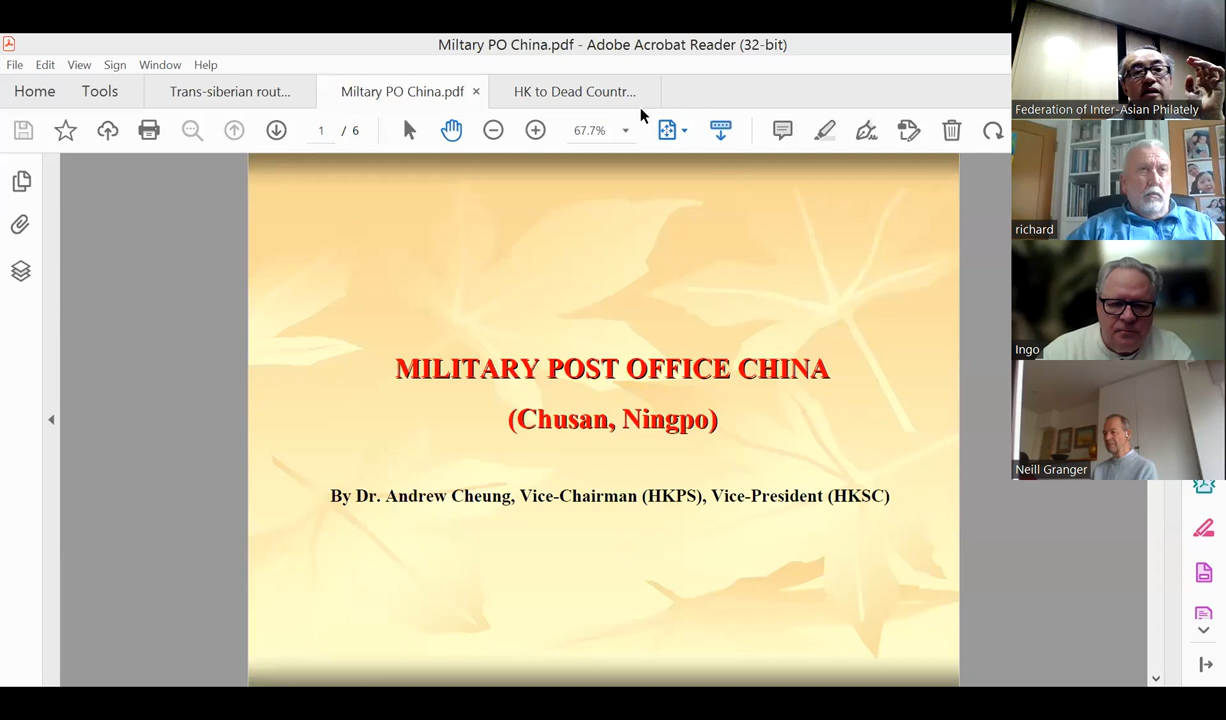 Miltary PO China.pdf - Adobe Acrobat Reader (32-bit)
File Edit View Sign Window Help
Home Tools Trans-siberian rout... Miltary PO China.pdf × HK to Dead Countr...
1 / 6 67.7%
MILITARY POST OFFICE CHINA
(Chusan, Ningpo)
By Dr. Andrew Cheung, Vice-Chairman (HKPS), Vice-President (HKSC)
Federation of Inter-Asian Philately
richard
Ingo
Neill Granger